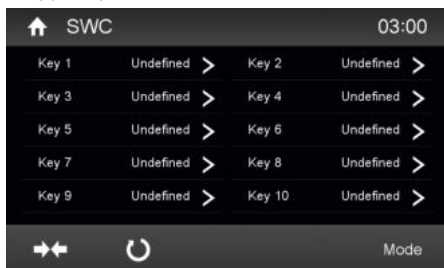 SWC 03:00
Key 1 Undefined Key 2 Undefined
Key 3 Undefined Key 4 Undefined
Key 5 Undefined Key 6 Undefined
Key 7 Undefined Key 8 Undefined
Key 9 Undefined Key 10 Undefined
Mode